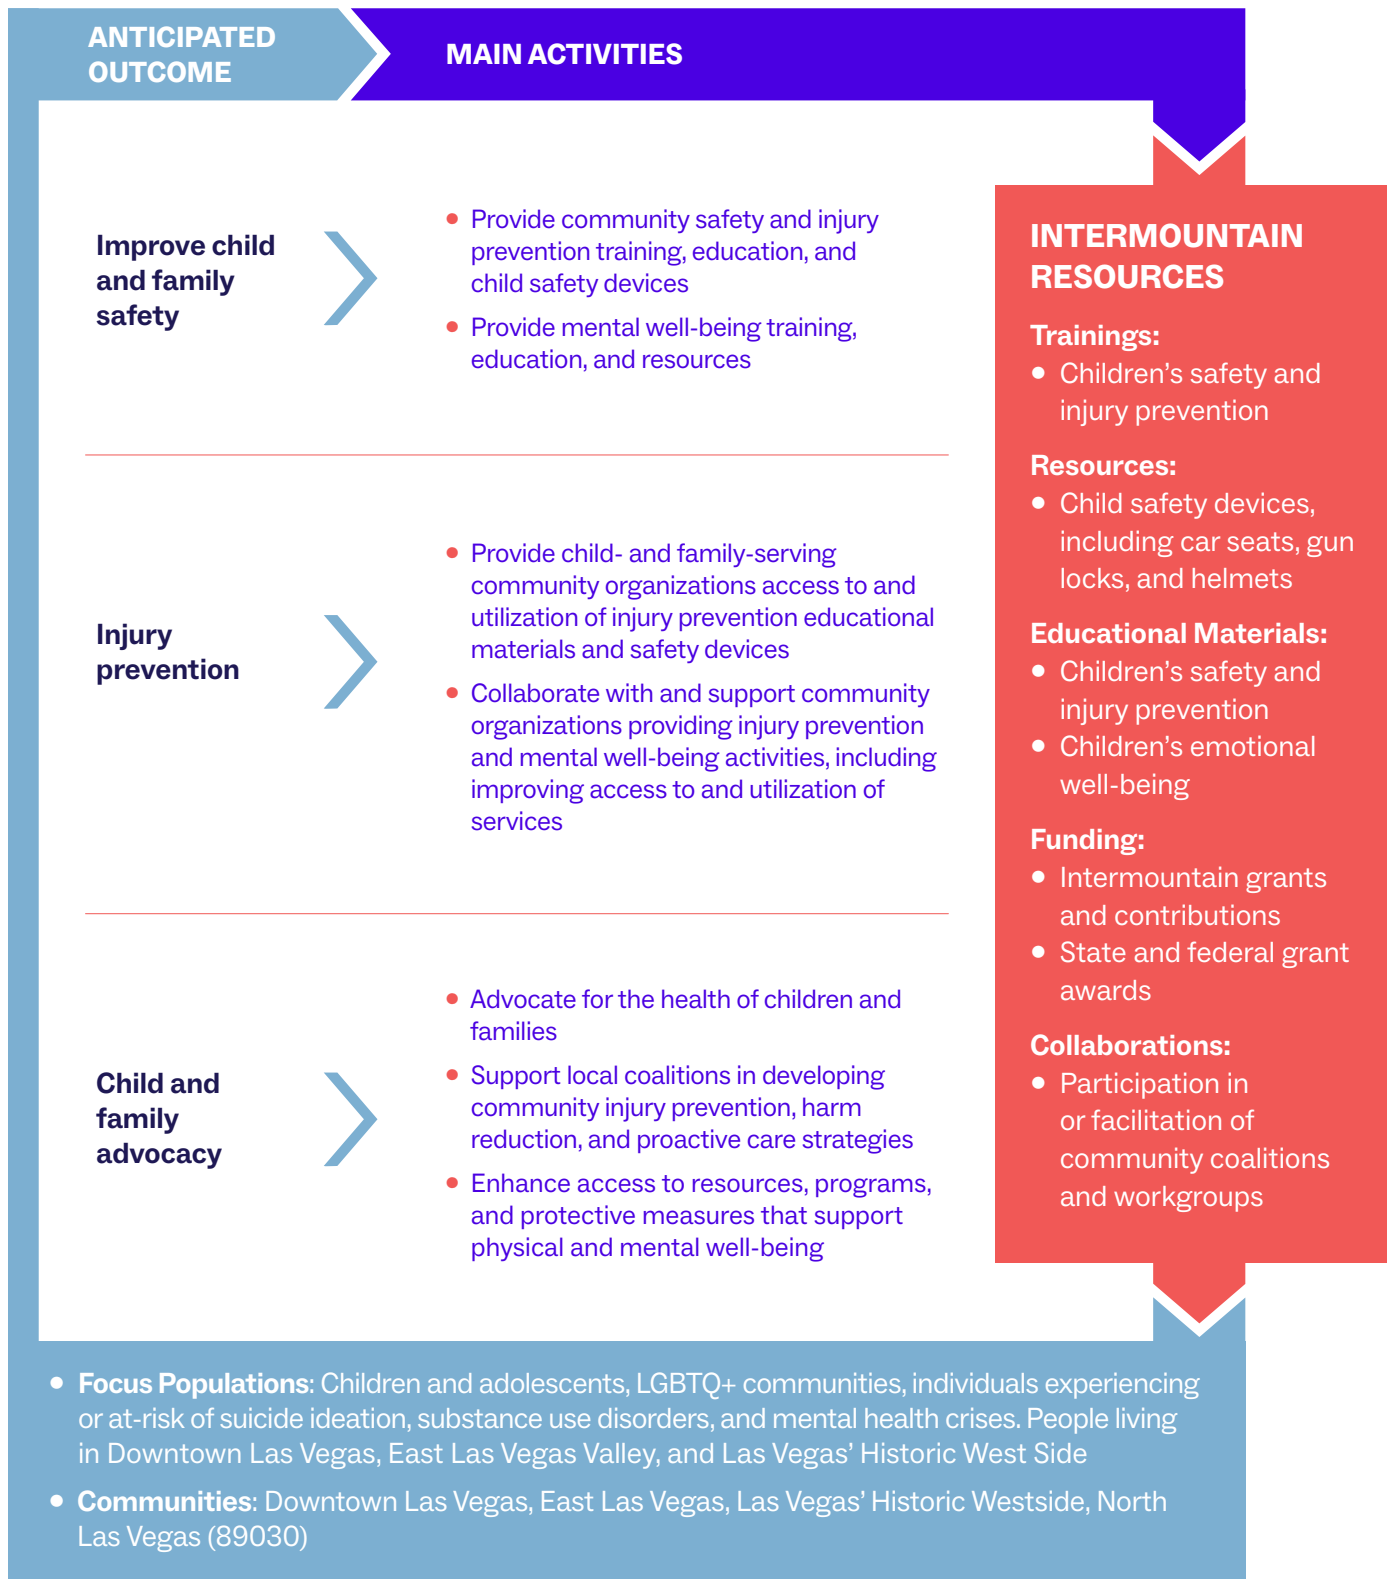 ANTICIPATED
OUTCOME
MAIN ACTIVITIES
Improve child
and family
safety
• Provide community safety and injury
prevention training, education, and
child safety devices
• Provide mental well-being training,
education, and resources
Injury
prevention
• Provide child- and family-serving
community organizations access to and
utilization of injury prevention educational
materials and safety devices
• Collaborate with and support community
organizations providing injury prevention
and mental well-being activities, including
improving access to and utilization of
services
Child and
family
advocacy
• Advocate for the health of children and
families
• Support local coalitions in developing
community injury prevention, harm
reduction, and proactive care strategies
• Enhance access to resources, programs,
and protective measures that support
physical and mental well-being
INTERMOUNTAIN
RESOURCES
Trainings:
• Children’s safety and
injury prevention
Resources:
• Child safety devices,
including car seats, gun
locks, and helmets
Educational Materials:
• Children’s safety and
injury prevention
• Children’s emotional
well-being
Funding:
• Intermountain grants
and contributions
• State and federal grant
awards
Collaborations:
• Participation in
or facilitation of
community coalitions
and workgroups
• Focus Populations: Children and adolescents, LGBTQ+ communities, individuals experiencing
or at-risk of suicide ideation, substance use disorders, and mental health crises. People living
in Downtown Las Vegas, East Las Vegas Valley, and Las Vegas’ Historic West Side
• Communities: Downtown Las Vegas, East Las Vegas, Las Vegas’ Historic Westside, North
Las Vegas (89030)